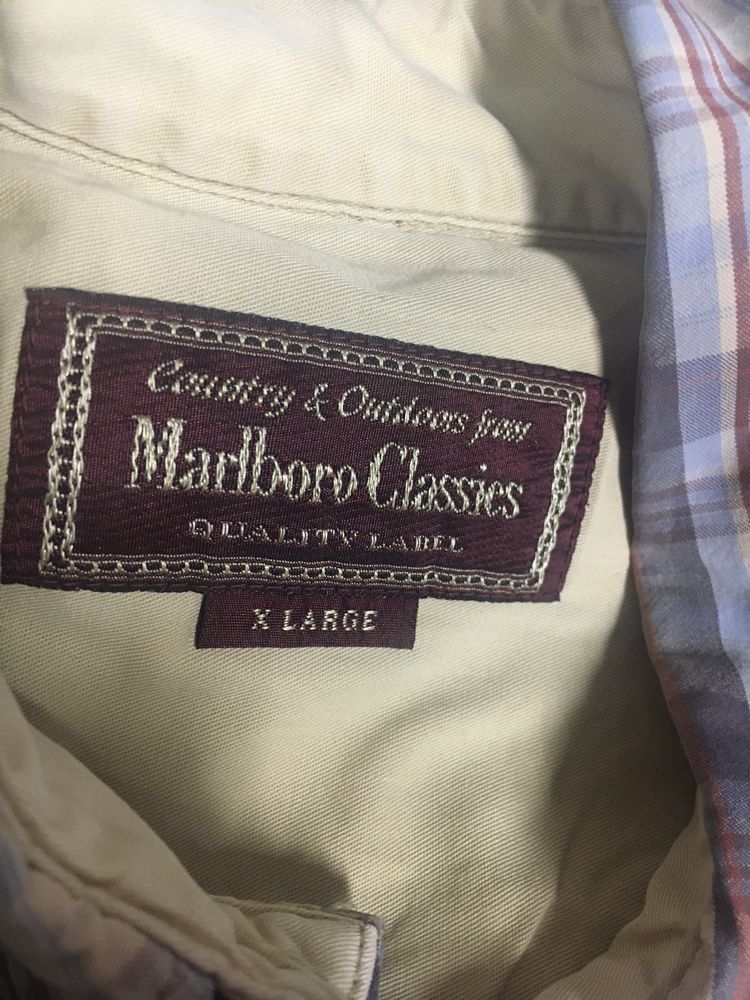 Country & Outdoors from
Marlboro Classics
QUALITY LABEL
X LARGE